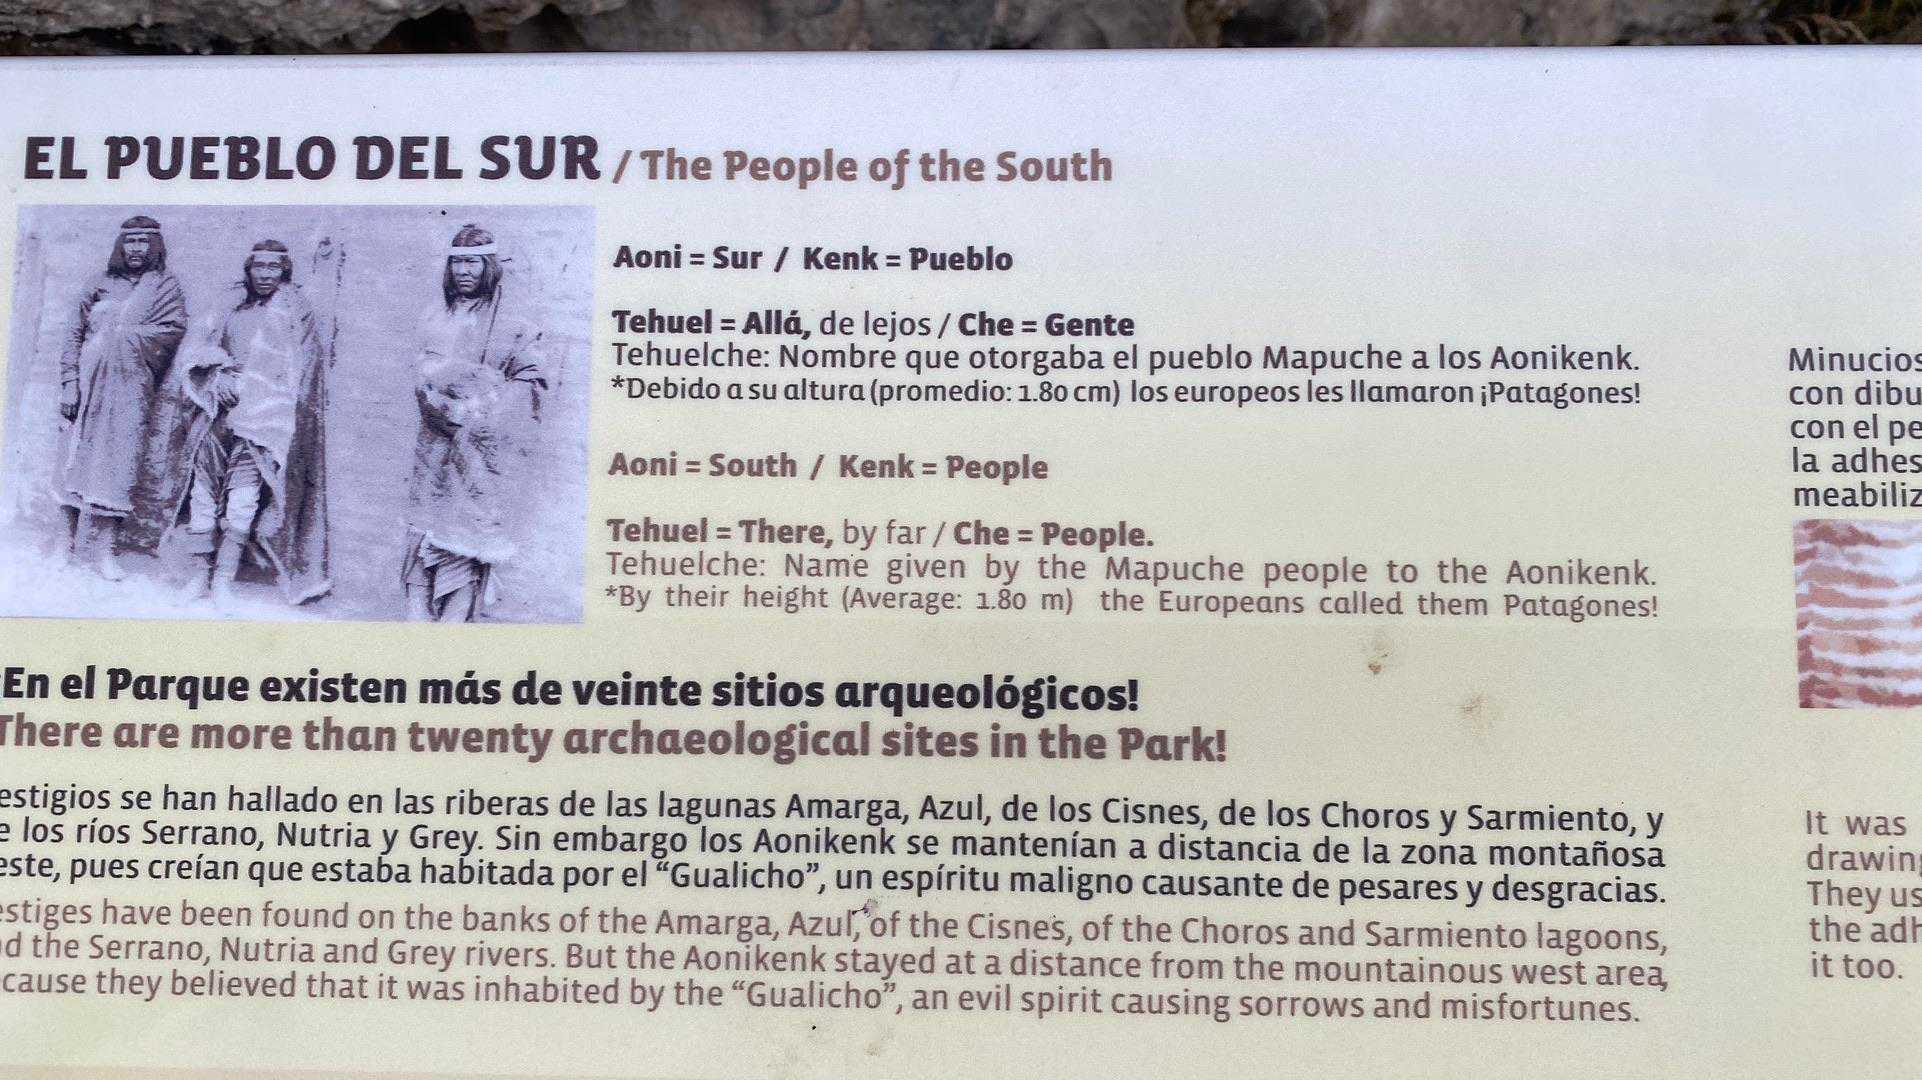 EL PUEBLO DEL SUR / The People of the South
Aoni = Sur / Kenk = Pueblo
Tehuel = Allá, de lejos / Che = Gente
Tehuelche: Nombre que otorgaba el pueblo Mapuche a los Aonikenk.
*Debido a su altura (promedio: 1.80 cm) los europeos les llamaron ¡Patagones!
Aoni = South / Kenk = People
Tehuel = There, by far / Che = People.
Tehuelche: Name given by the Mapuche people to the Aonikenk.
*By their height (Average: 1.80 m) the Europeans called them Patagones!
En el Parque existen más de veinte sitios arqueológicos!
There are more than twenty archaeological sites in the Park!
estigios se han hallado en las riberas de las lagunas Amarga, Azul, de los Cisnes, de los Choros y Sarmiento, y
e los ríos Serrano, Nutria y Grey. Sin embargo los Aonikenk se mantenían a distancia de la zona montañosa
este, pues creían que estaba habitada por el “Gualicho”, un espíritu maligno causante de pesares y desgracias.
estiges have been found on the banks of the Amarga, Azul, of the Cisnes, of the Choros and Sarmiento lagoons,
d the Serrano, Nutria and Grey rivers. But the Aonikenk stayed at a distance from the mountainous west area,
cause they believed that it was inhabited by the “Gualicho”, an evil spirit causing sorrows and misfortunes.
Minucios
con dibu
con el pe
la adhes
meabiliz
It was
drawing
They us
the adh
it too.